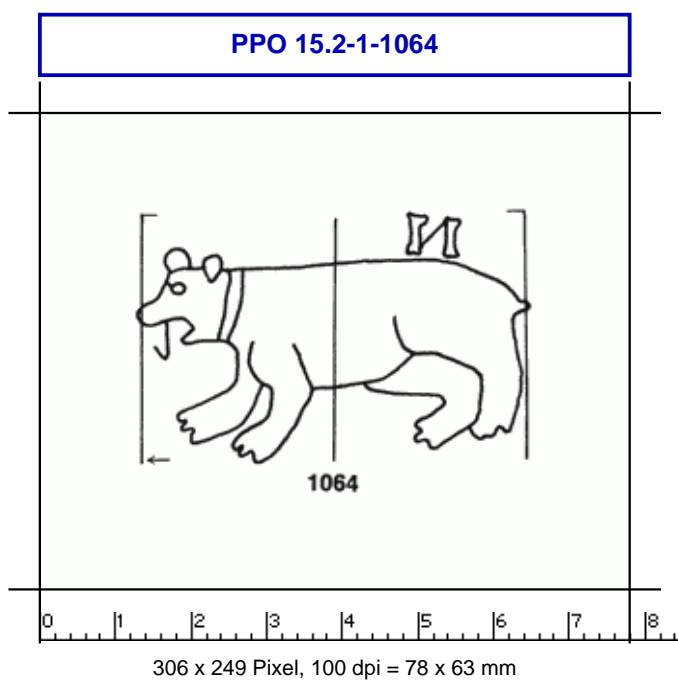 PPO 15.2-1-1064
И
1064
0 1 2 3 4 5 6 7 8
306 x 249 Pixel, 100 dpi = 78 x 63 mm